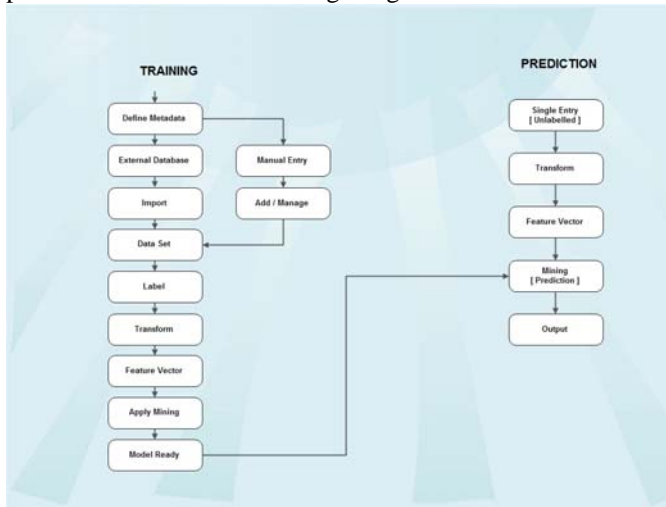 TRAINING
Define Metadata
External Database
Manual Entry
Import
Add / Manage
Data Set
Label
Transform
Feature Vector
Apply Mining
Model Ready
PREDICTION
Single Entry
[ Unlabelled ]
Transform
Feature Vector
Mining
[ Prediction ]
Output